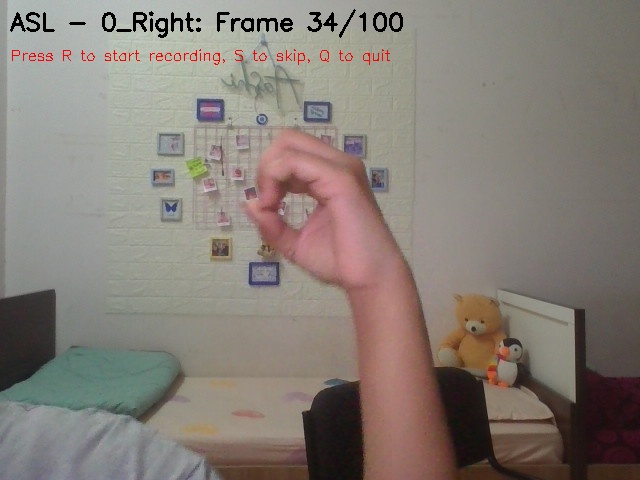 ASL - 0_Right: Frame 34/100
Press R to start recording, S to skip, Q to quit